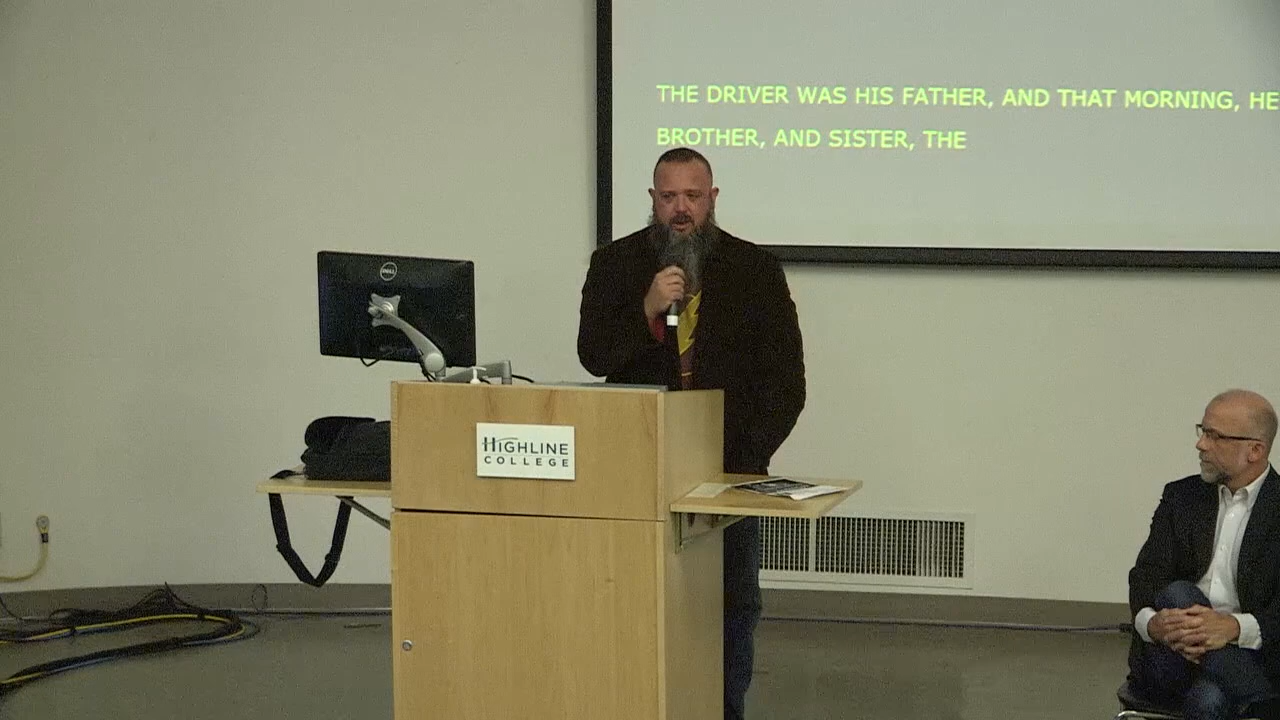 THE DRIVER WAS HIS FATHER, AND THAT MORNING, HE
BROTHER, AND SISTER, THE
DELL
HIGHLINE
COLLEGE